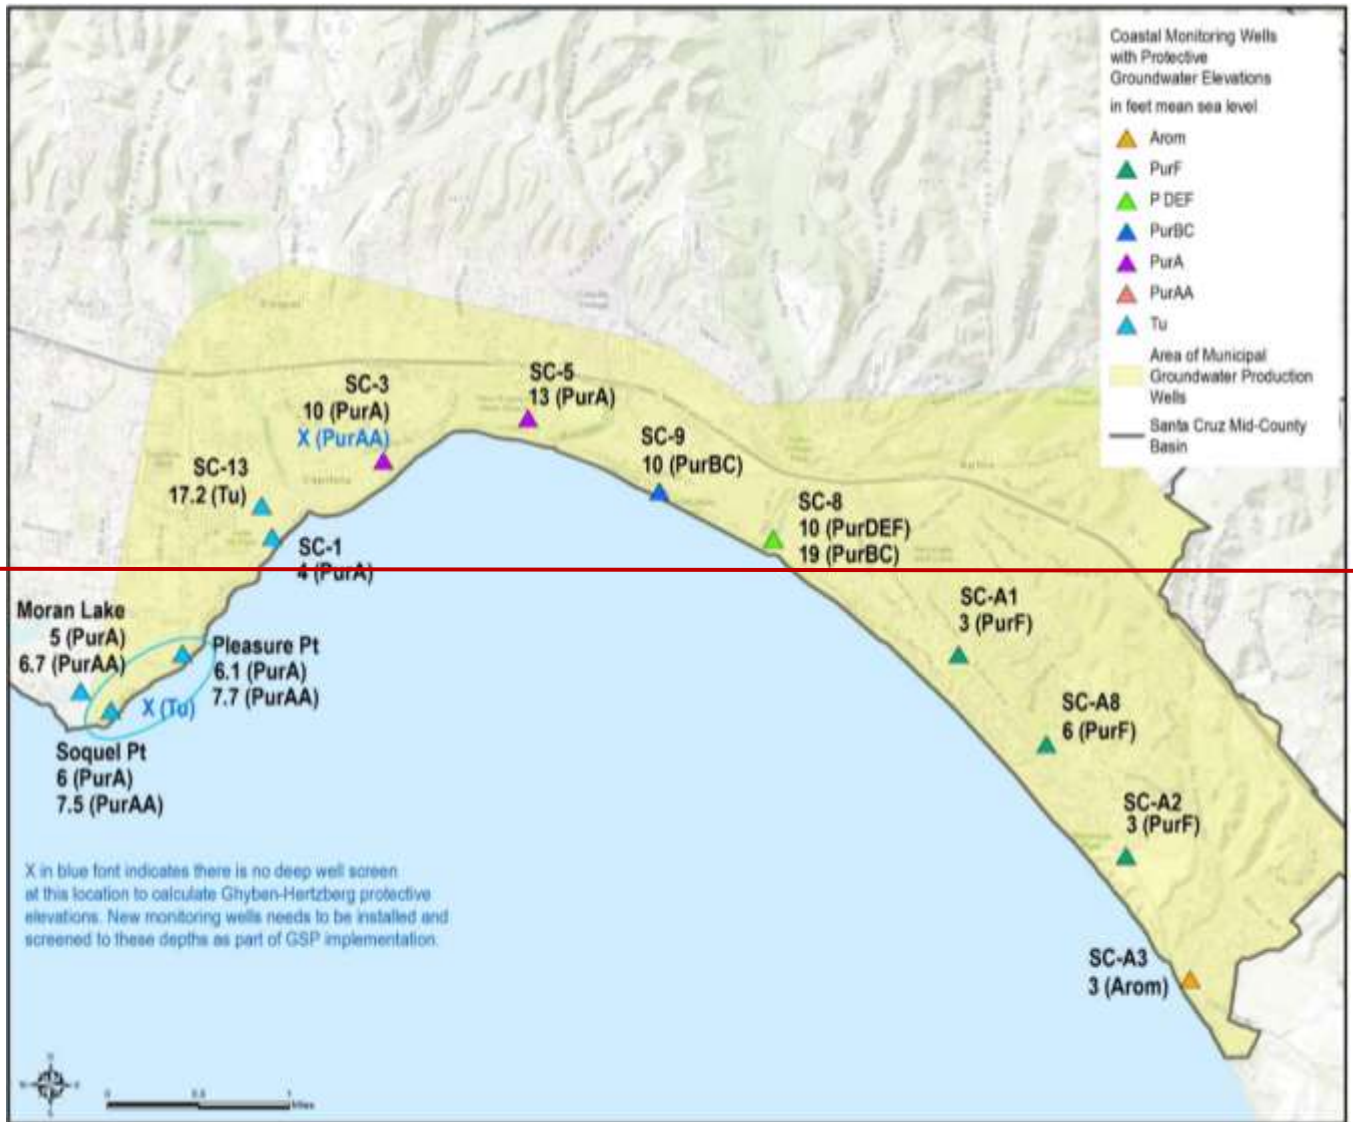 Coastal Monitoring Wells
with Protective
Groundwater Elevations
in feet mean sea level
Arom
PurF
P DEF
PurBC
PurA
PurAA
Tu
Area of Municipal
Groundwater Production
Wells
Santa Cruz Mid-County
Basin
SC-3
10 (PurA)
X (PurAA)
SC-5
13 (PurA)
SC-9
10 (PurBC)
SC-13
17.2 (Tu)
SC-8
10 (PurDEF)
19 (PurBC)
SC-1
4 (PurA)
Moran Lake
5 (PurA)
6.7 (PurAA)
Pleasure Pt
6.1 (PurA)
7.7 (PurAA)
X (Tu)
Soquel Pt
6 (PurA)
7.5 (PurAA)
SC-A1
3 (PurF)
SC-A8
6 (PurF)
SC-A2
3 (PurF)
SC-A3
3 (Arom)
X in blue font indicates there is no deep well screen
at this location to calculate Ghyben-Hertzberg protective
elevations. New monitoring wells needs to be installed and
screened to these depths as part of GSP implementation.
0 0.5 1
Miles